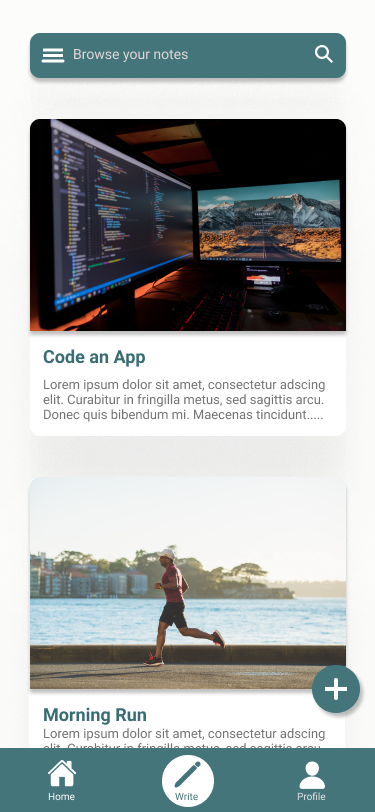 Browse your notes
Code an App
Lorem ipsum dolor sit amet, consectetur adscing
elit. Curabitur in fringilla metus, sed sagittis arcu.
Donec quis bibendum mi. Maecenas tincidunt.....
Morning Run
Lorem ipsum dolor sit amet, consectetur adscing
elit. Curabitur in fringilla metus, sed sagittis arcu.
Home
Write
Profile